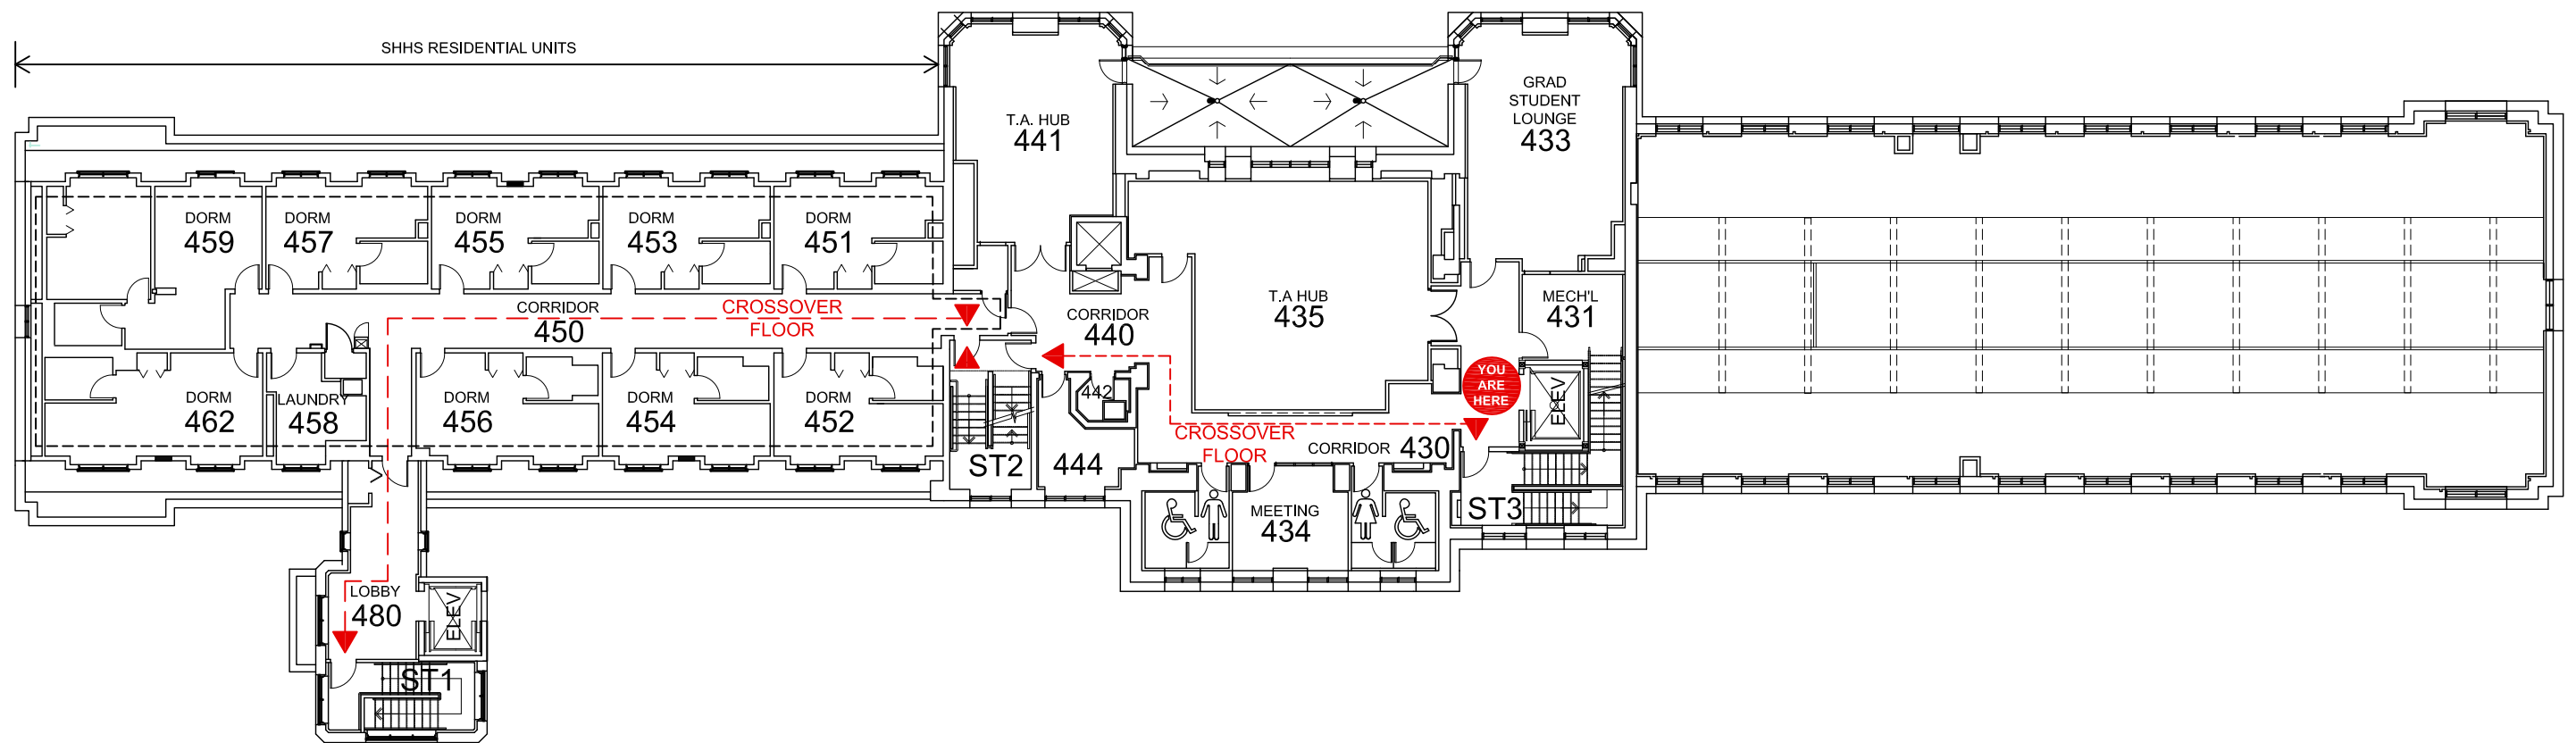 SHHS RESIDENTIAL UNITS
T.A. HUB
441
GRAD
STUDENT
LOUNGE
433
DORM
459
DORM
457
DORM
455
DORM
453
DORM
451
CORRIDOR
450
CROSSOVER
FLOOR
CORRIDOR
440
T.A HUB
435
MECH'L
431
YOU
ARE
HERE
ELEV
442
DORM
462
LAUNDRY
458
DORM
456
DORM
454
DORM
452
ST2
444
CROSSOVER
FLOOR
CORRIDOR 430
MEETING
434
ST3
LOBBY
480
ELEV
ST1